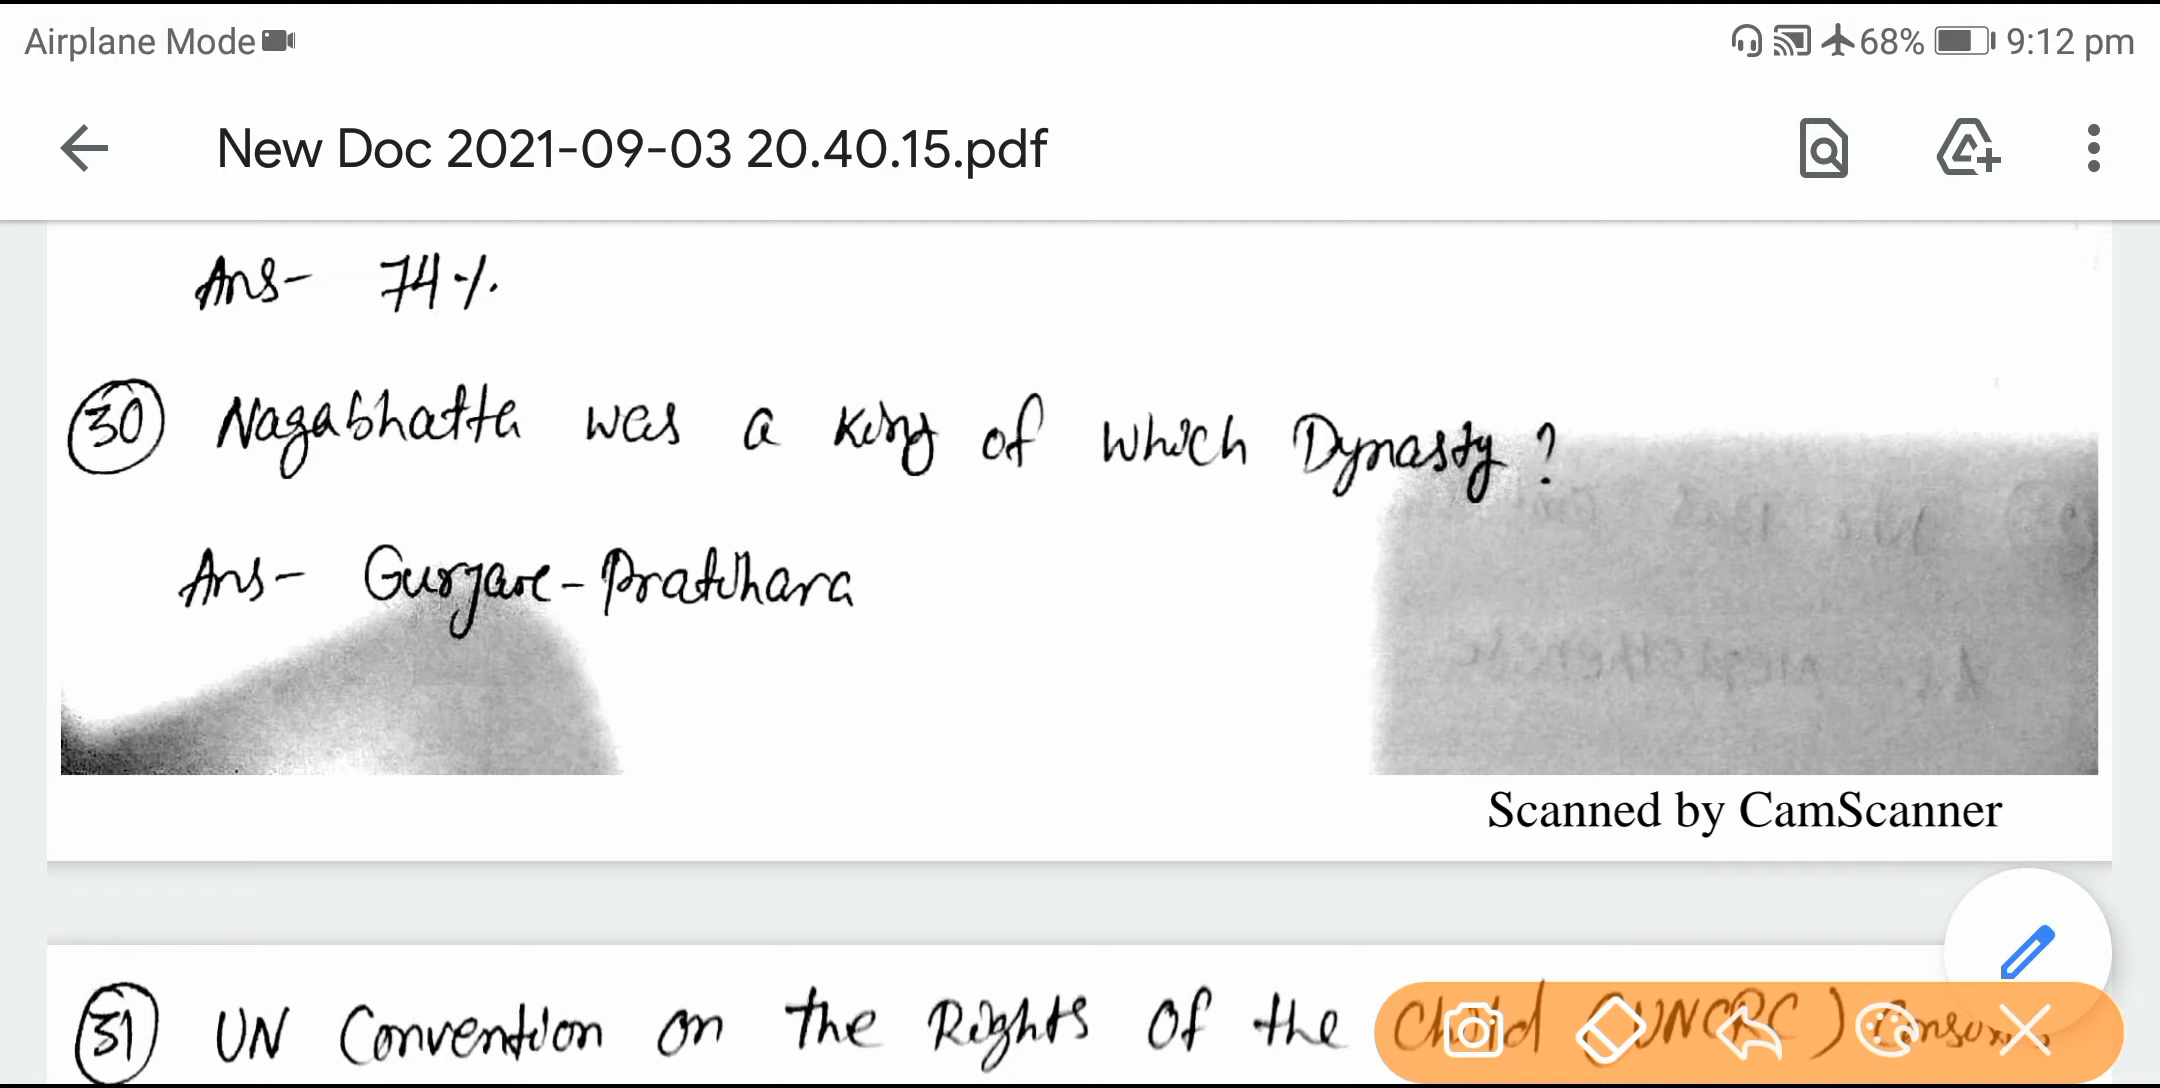 Airplane Mode
68% 9:12 pm
New Doc 2021-09-03 20.40.15.pdf
Ans- 74%.
30 Nagabhatta was a King of which Dynasty ?
Ans- Gurjara-Pratihara
Scanned by CamScanner
31 UN Convention on the Rights of the Child (UNCRC)